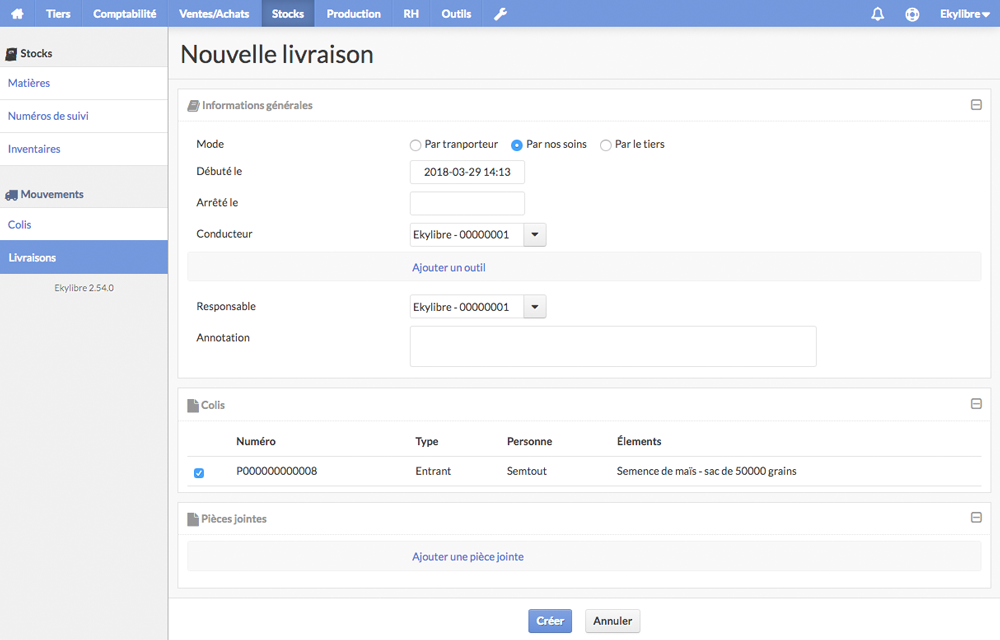 Tiers Comptabilité Ventes/Achats Stocks Production RH Outils Ekylibre
Stocks
Matières
Numéros de suivi
Inventaires
Mouvements
Colis
Livraisons
Ekylibre 2.54.0
Nouvelle livraison
Informations générales
Mode Par tranporteur Par nos soins Par le tiers
Débuté le 2018-03-29 14:13
Arrêté le
Conducteur Ekylibre - 00000001
Ajouter un outil
Responsable Ekylibre - 00000001
Annotation
Colis
Numéro Type Personne Élements
P000000000008 Entrant Semtout Semence de maïs - sac de 50000 grains
Pièces jointes
Ajouter une pièce jointe
Créer Annuler